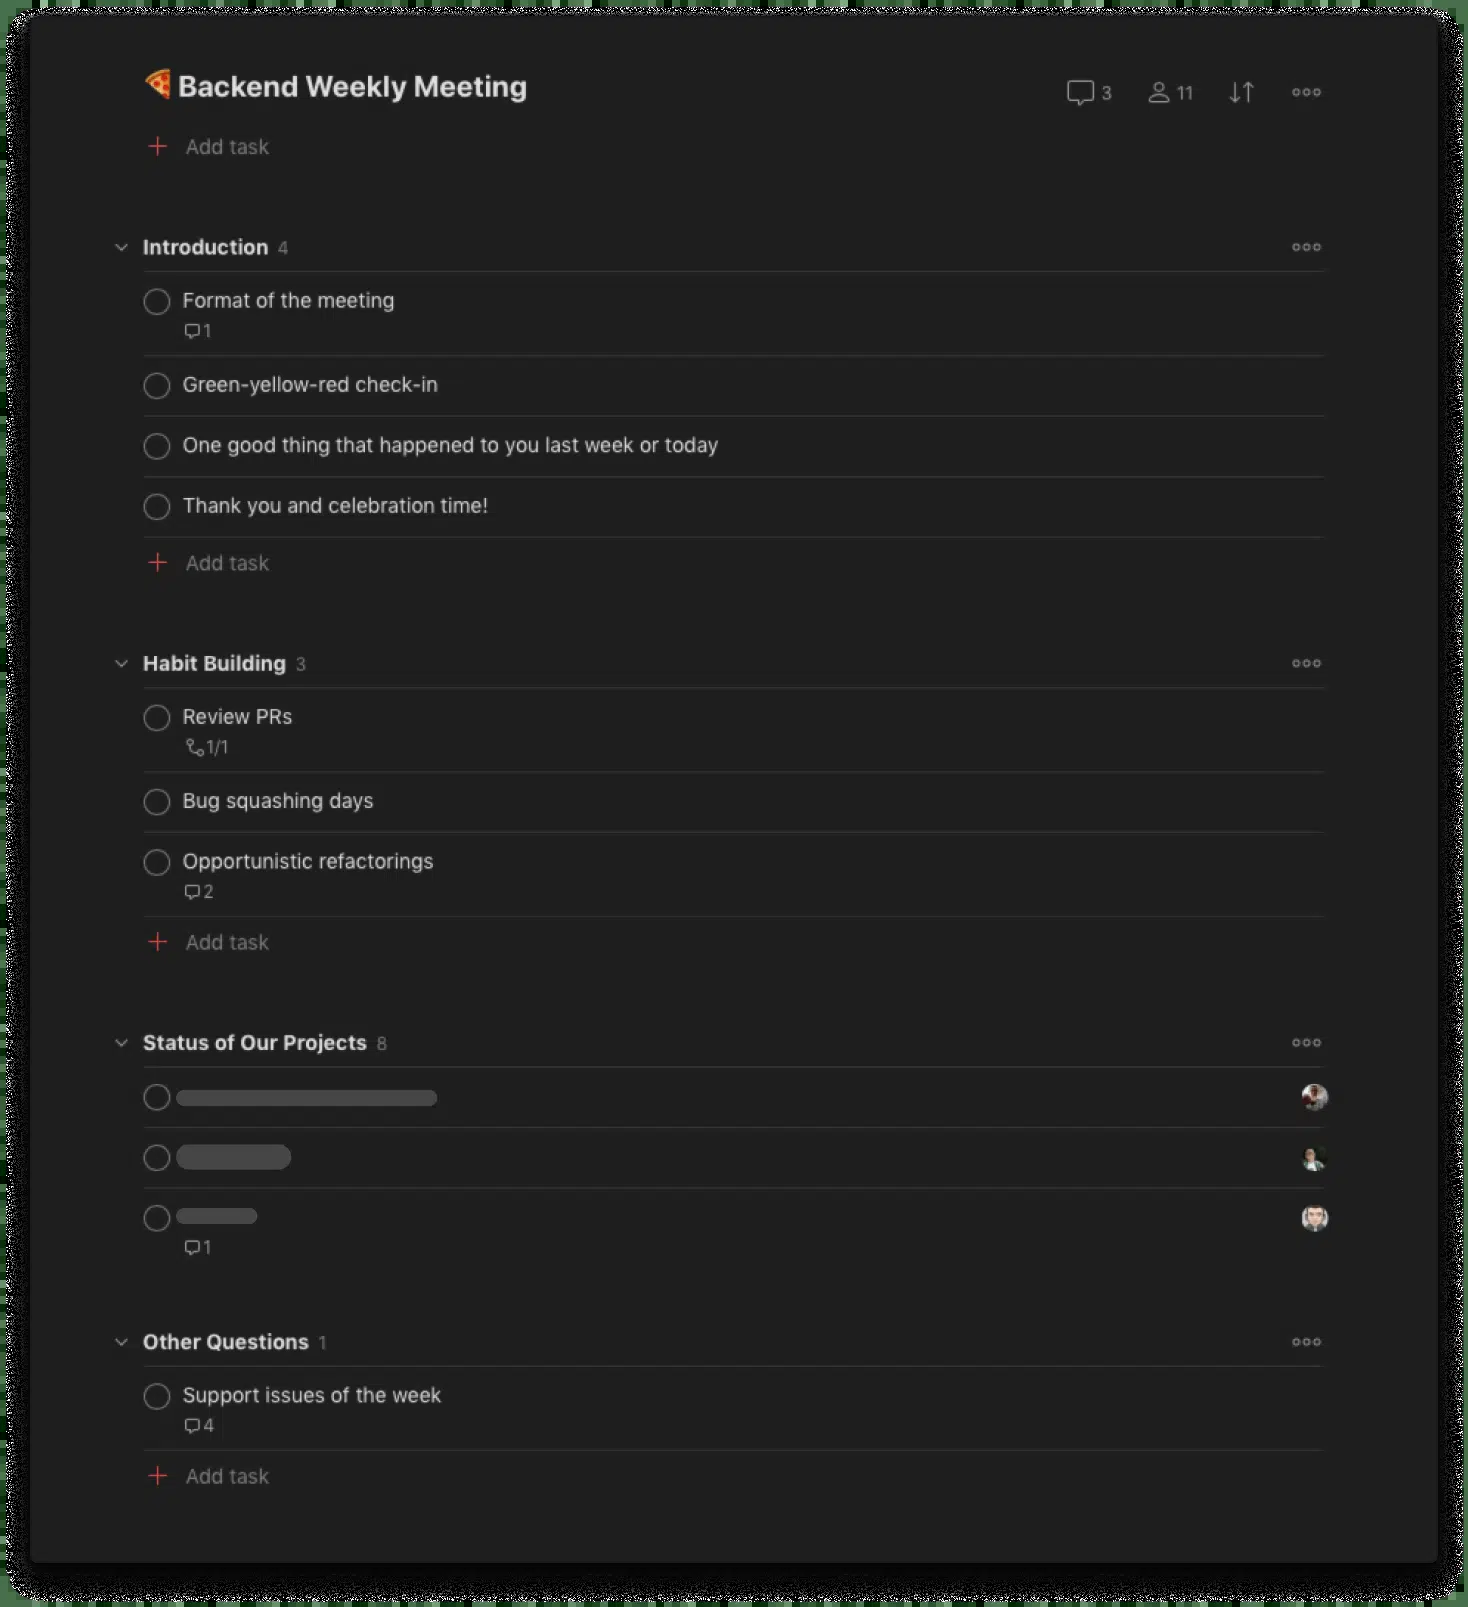 🍕 Backend Weekly Meeting
3
11
Add task
Introduction 4
Format of the meeting
1
Green-yellow-red check-in
One good thing that happened to you last week or today
Thank you and celebration time!
Add task
Habit Building 3
Review PRs
1/1
Bug squashing days
Opportunistic refactorings
2
Add task
Status of Our Projects 8
1
Other Questions 1
Support issues of the week
4
Add task